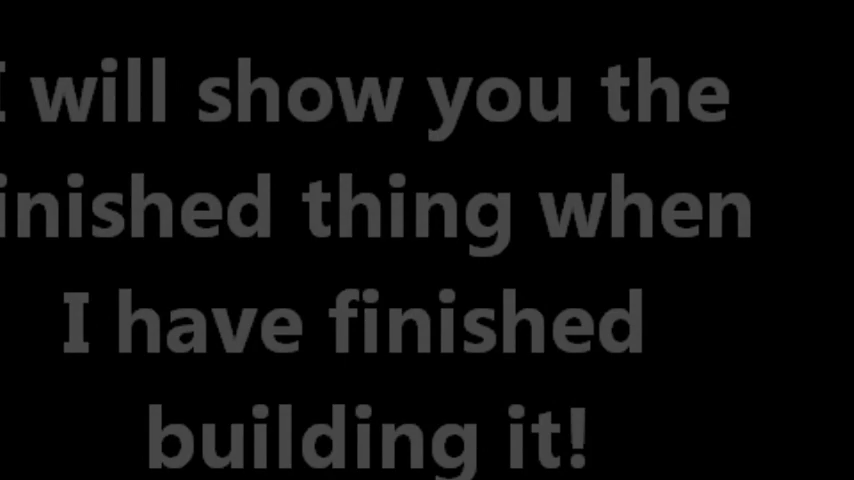 I will show you the
inished thing when
I have finished
building it!